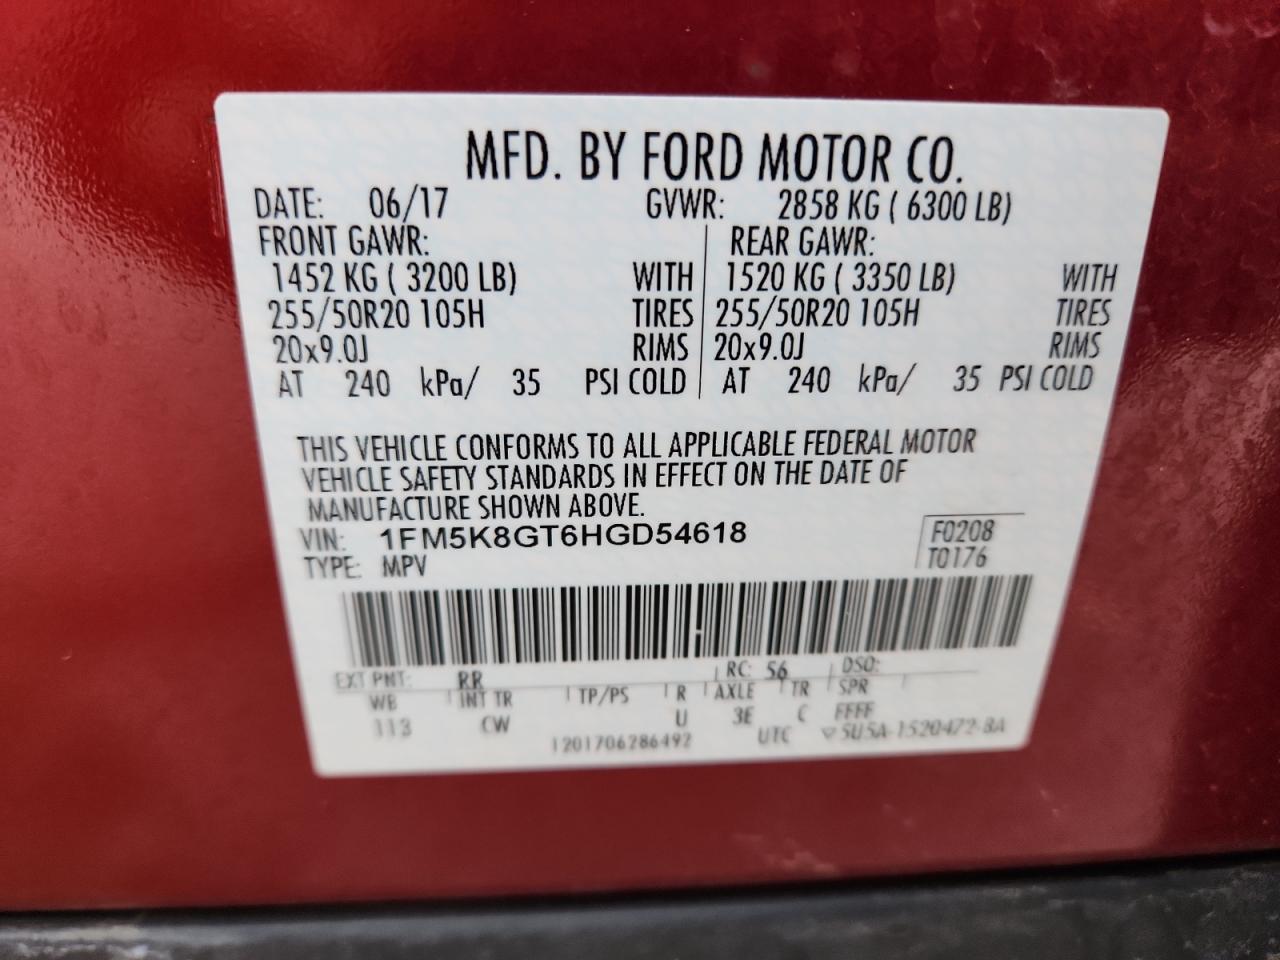 MFD. BY FORD MOTOR CO.
DATE: 06/17 GVWR: 2858 KG ( 6300 LB)
FRONT GAWR: REAR GAWR:
1452 KG ( 3200 LB) WITH 1520 KG ( 3350 LB) WITH
255/50R20 105H TIRES 255/50R20 105H TIRES
20x9.0J RIMS 20x9.0J RIMS
AT 240 kPa/ 35 PSI COLD AT 240 kPa/ 35 PSI COLD
THIS VEHICLE CONFORMS TO ALL APPLICABLE FEDERAL MOTOR
VEHICLE SAFETY STANDARDS IN EFFECT ON THE DATE OF
MANUFACTURE SHOWN ABOVE.
VIN: 1FM5K8GT6HGD54618 F0208
TYPE: MPV T0176
EXT PNT: RR RC: 56 DSO:
WB INT TR TP/PS R AXLE TR SPR
113 CW U 3E C FFFF
1201706286492 UTC 5U5A-1520472-BA